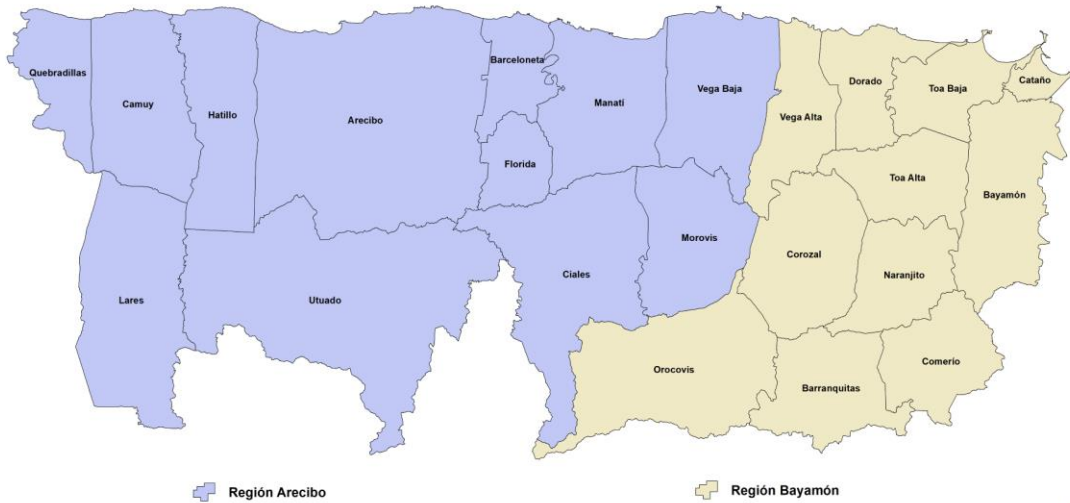 Quebradillas
Camuy
Hatillo
Arecibo
Barceloneta
Florida
Manatí
Vega Baja
Vega Alta
Dorado
Toa Baja
Cataño
Toa Alta
Bayamón
Lares
Utuado
Ciales
Morovis
Corozal
Naranjito
Orocovis
Barranquitas
Comerío
Región Arecibo
Región Bayamón